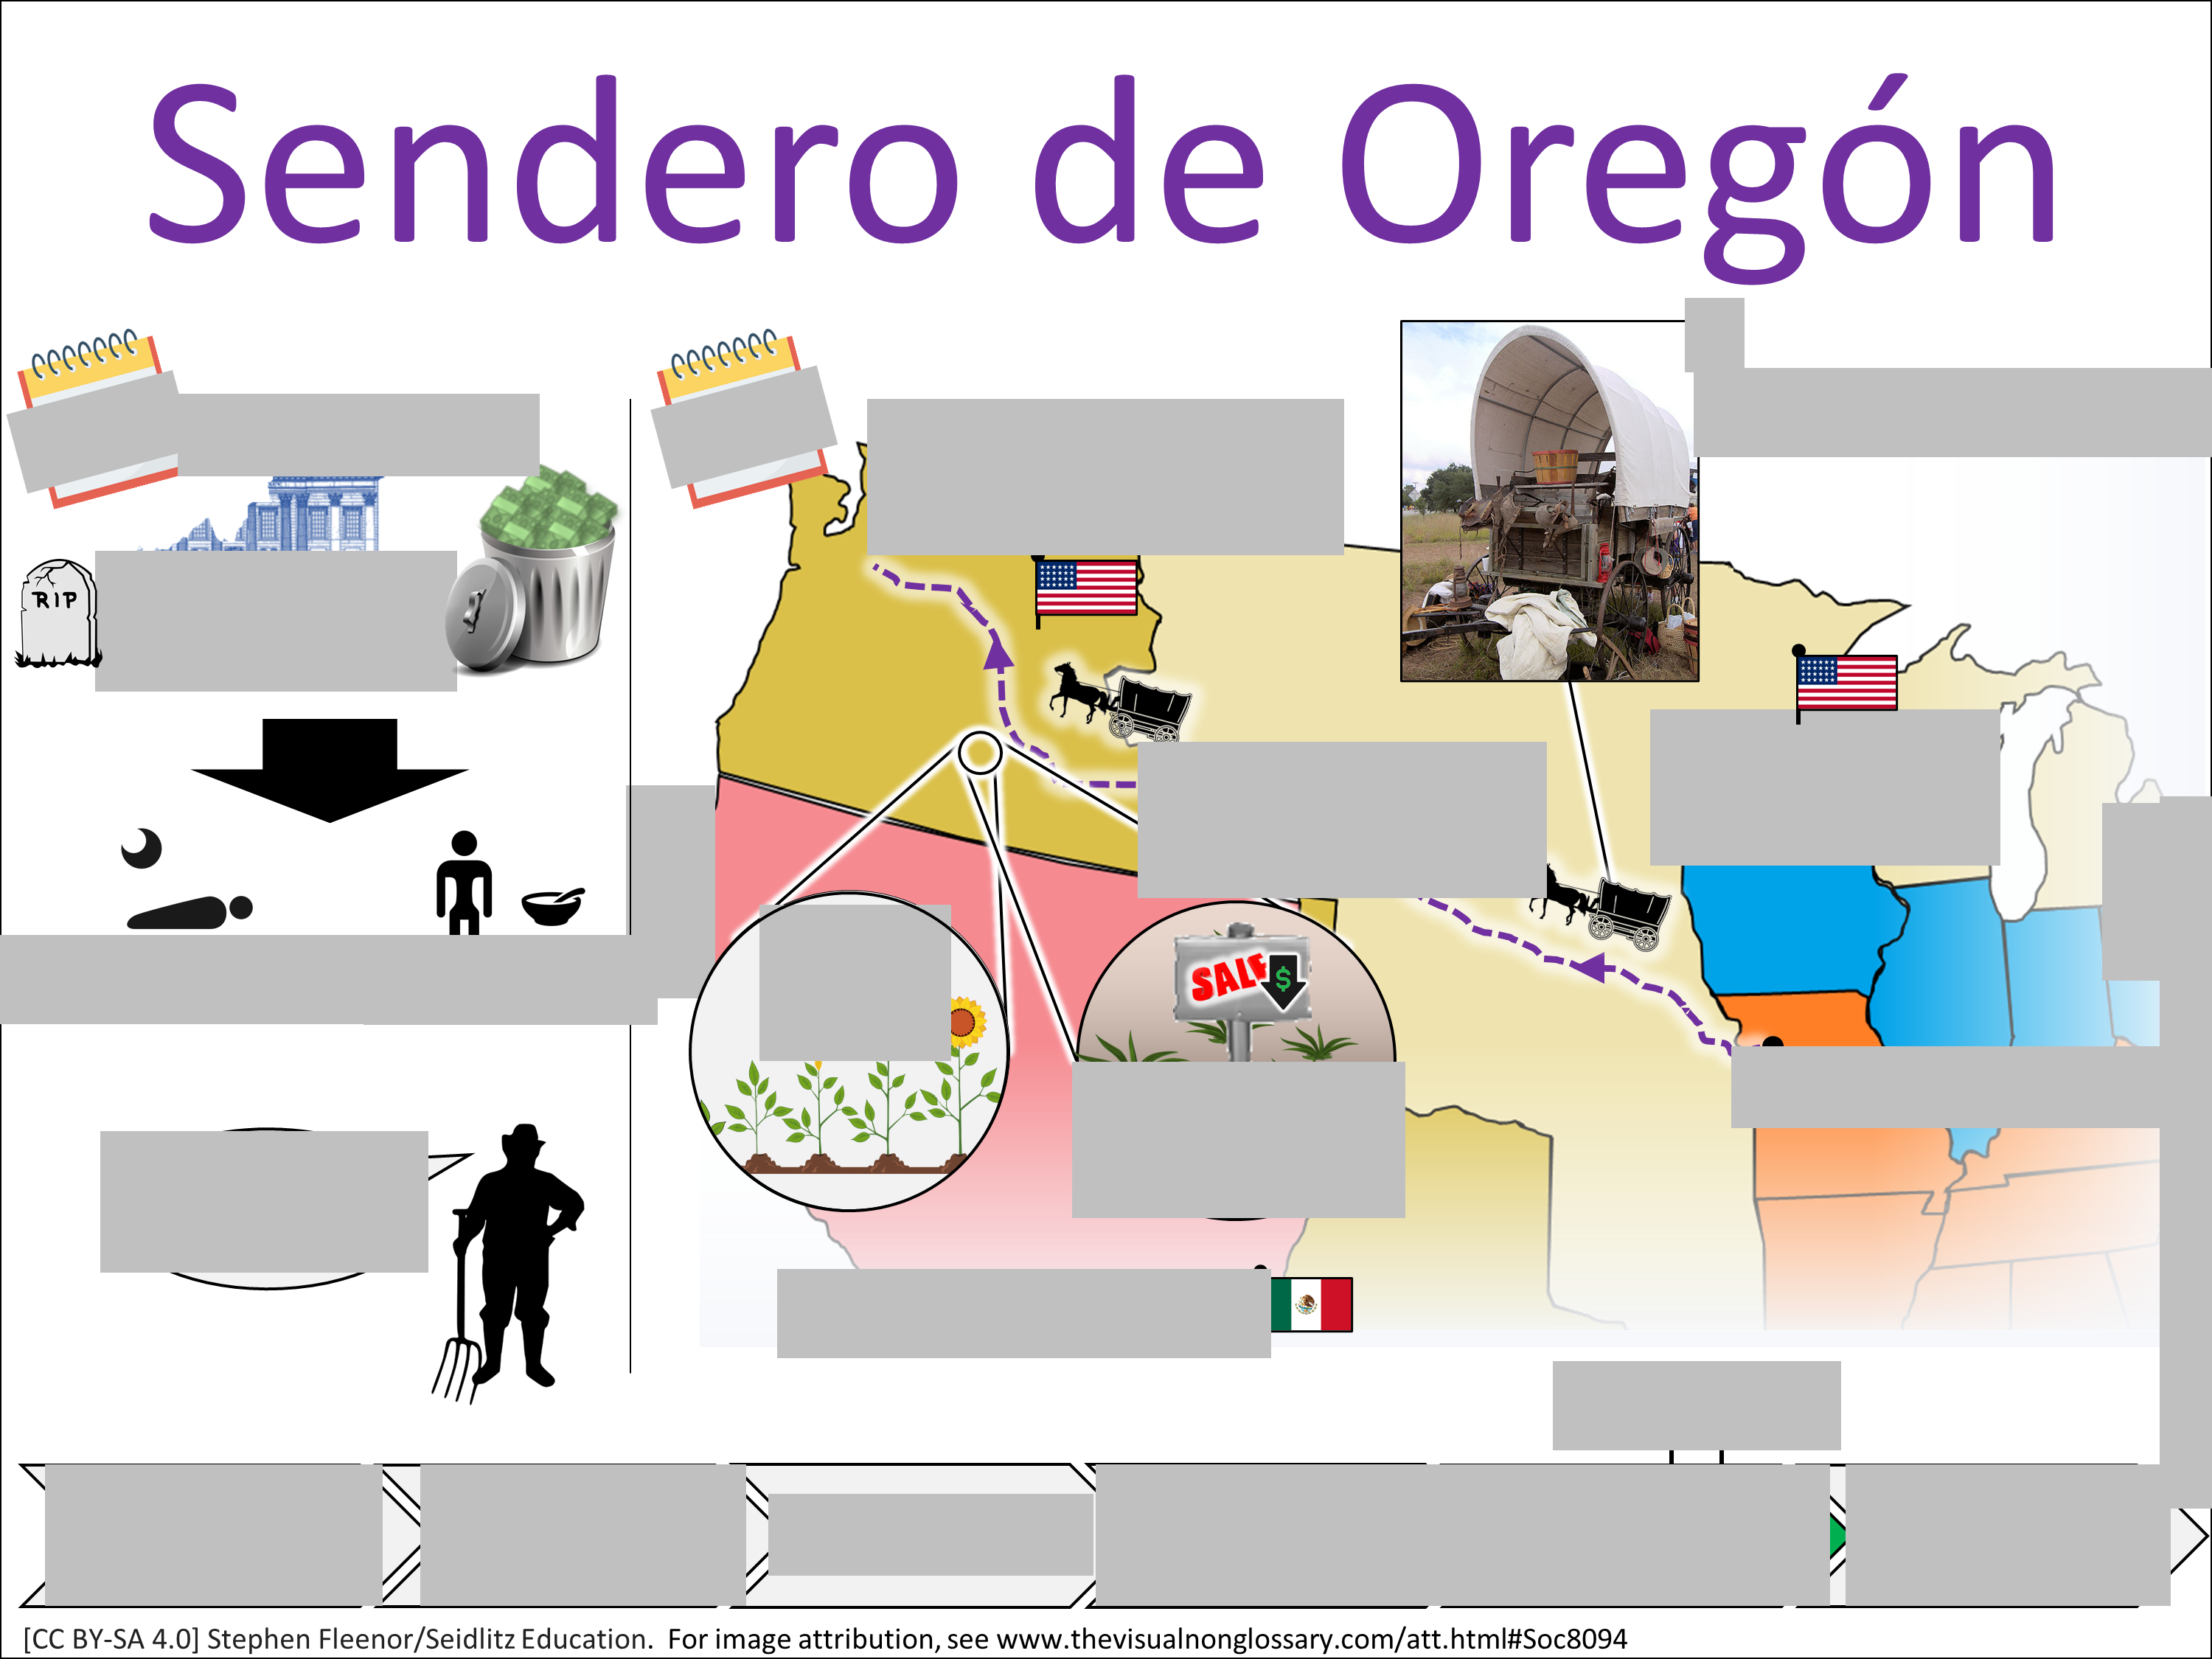 Sendero de Oregón
RIP
SALE
$
[CC BY-SA 4.0] Stephen Fleenor/Seidlitz Education. For image attribution, see www.thevisualnonglossary.com/att.html#Soc8094